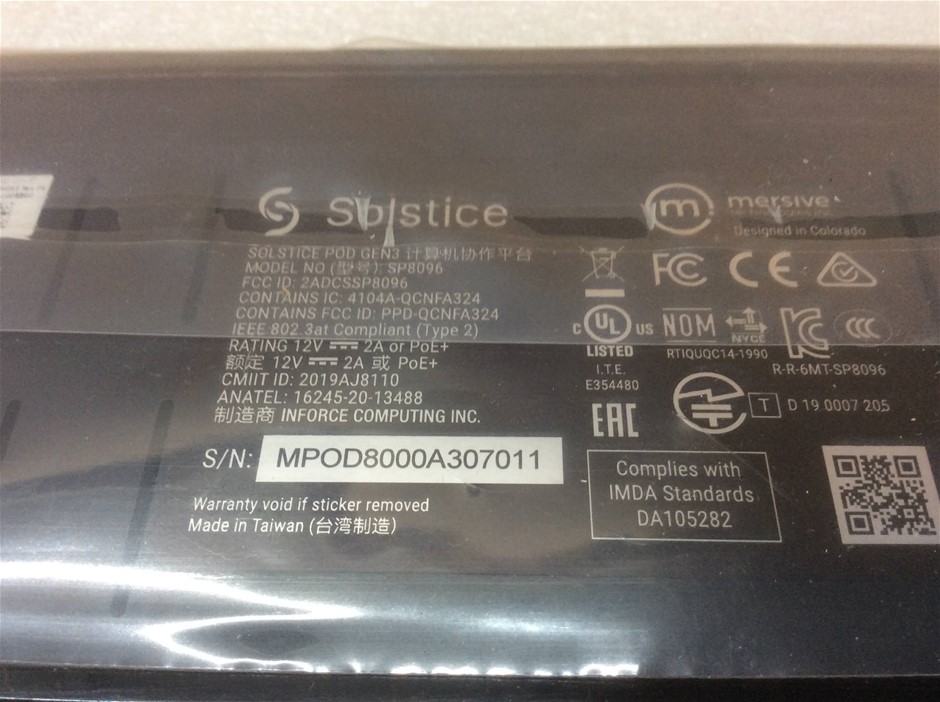 Solstice
mersive
Designed in Colorado
SOLSTICE POD GEN3 计算机协作平台
MODEL NO (型号): SP8096
FCC ID: 2ADCSSP8096
CONTAINS IC: 4104A-QCNFA324
CONTAINS FCC ID: PPD-QCNFA324
IEEE 802.3at Compliant (Type 2)
RATING 12V ⎓ 2A or PoE+
额定 12V ⎓ 2A 或 PoE+
CMIIT ID: 2019AJ8110
ANATEL: 16245-20-13488
制造商 INFORCE COMPUTING INC.
S/N: MPOD8000A307011
Warranty void if sticker removed
Made in Taiwan (台湾制造)
m
FC CE
C UL US
LISTED
I.T.E.
E354480
NOM
NYCE
RTIQUQC14-1990
KC
CCC
R-R-6MT-SP8096
EAC
T D 19 0007 205
Complies with
IMDA Standards
DA105282